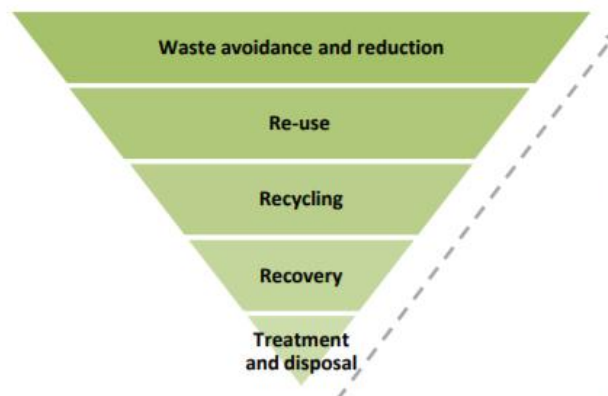 Waste avoidance and reduction
Re-use
Recycling
Recovery
Treatment
and disposal